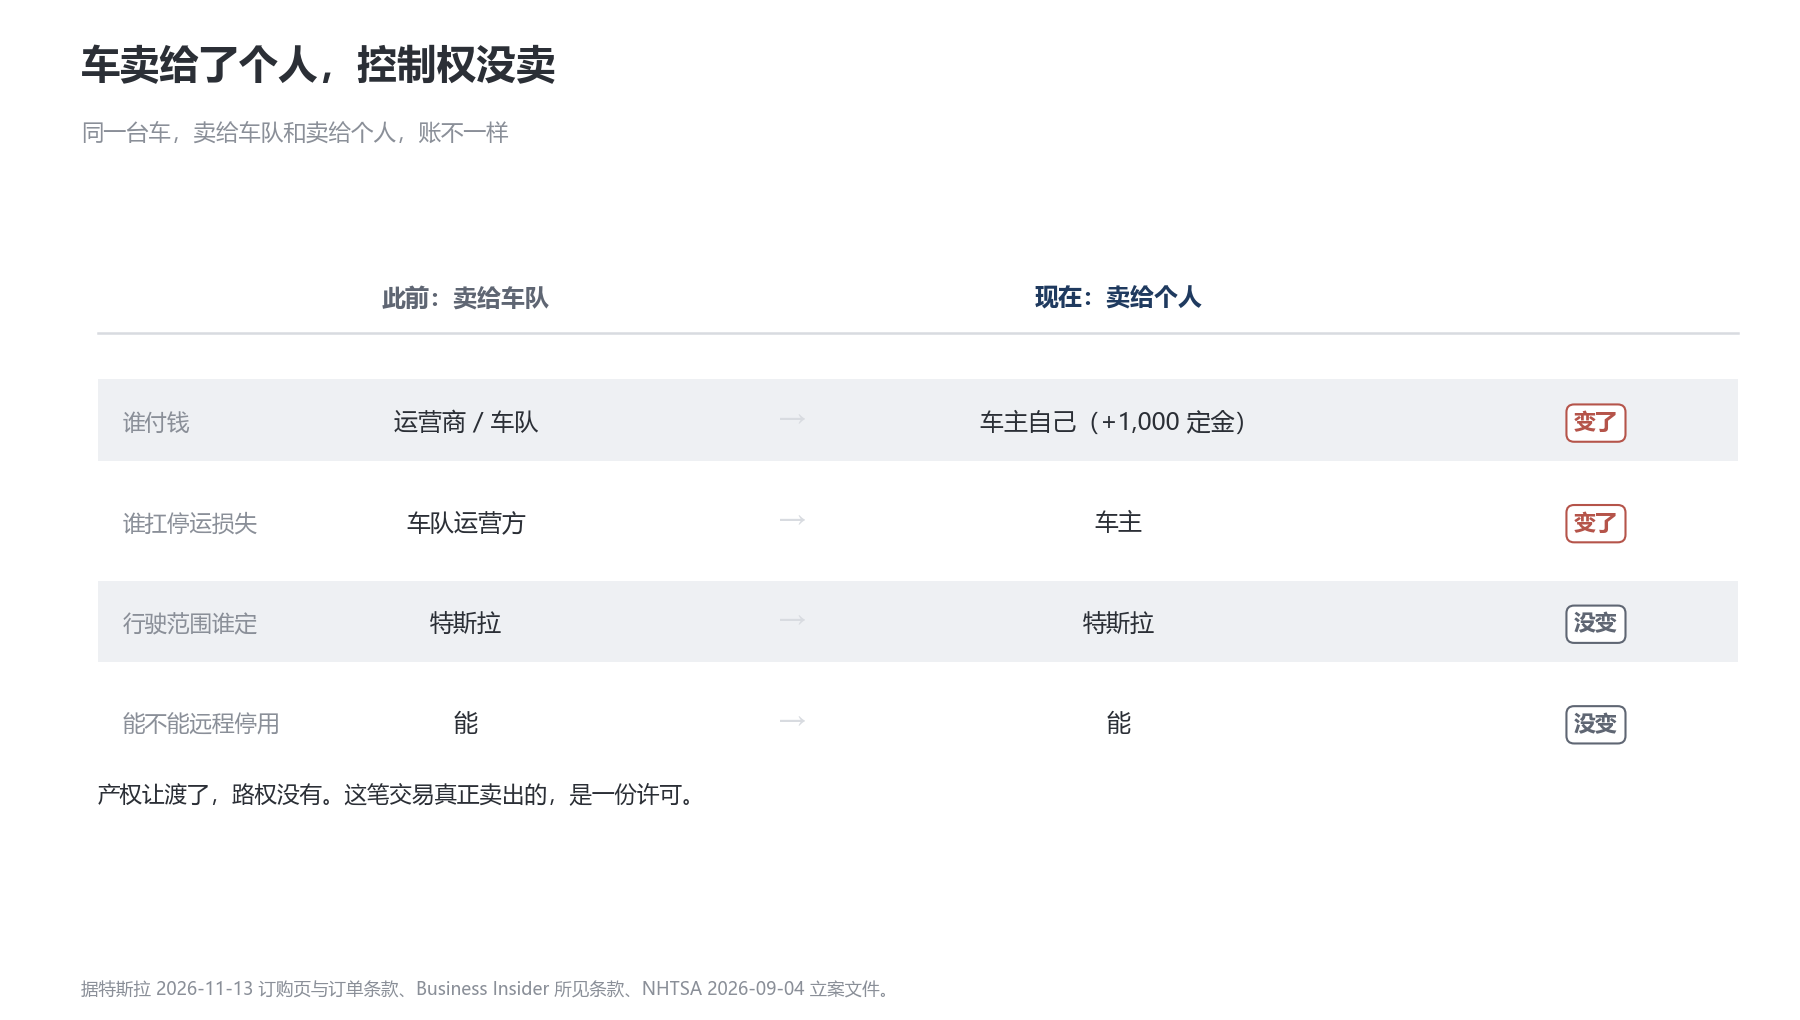 车卖给了个人，控制权没卖
同一台车，卖给车队和卖给个人，账不一样
此前：卖给车队 现在：卖给个人
谁付钱 运营商 / 车队 → 车主自己（+1,000 定金） 变了
谁扛停运损失 车队运营方 → 车主 变了
行驶范围谁定 特斯拉 → 特斯拉 没变
能不能远程停用 能 → 能 没变
产权让渡了，路权没有。这笔交易真正卖出的，是一份许可。
据特斯拉 2026-11-13 订购页与订单条款、Business Insider 所见条款、NHTSA 2026-09-04 立案文件。